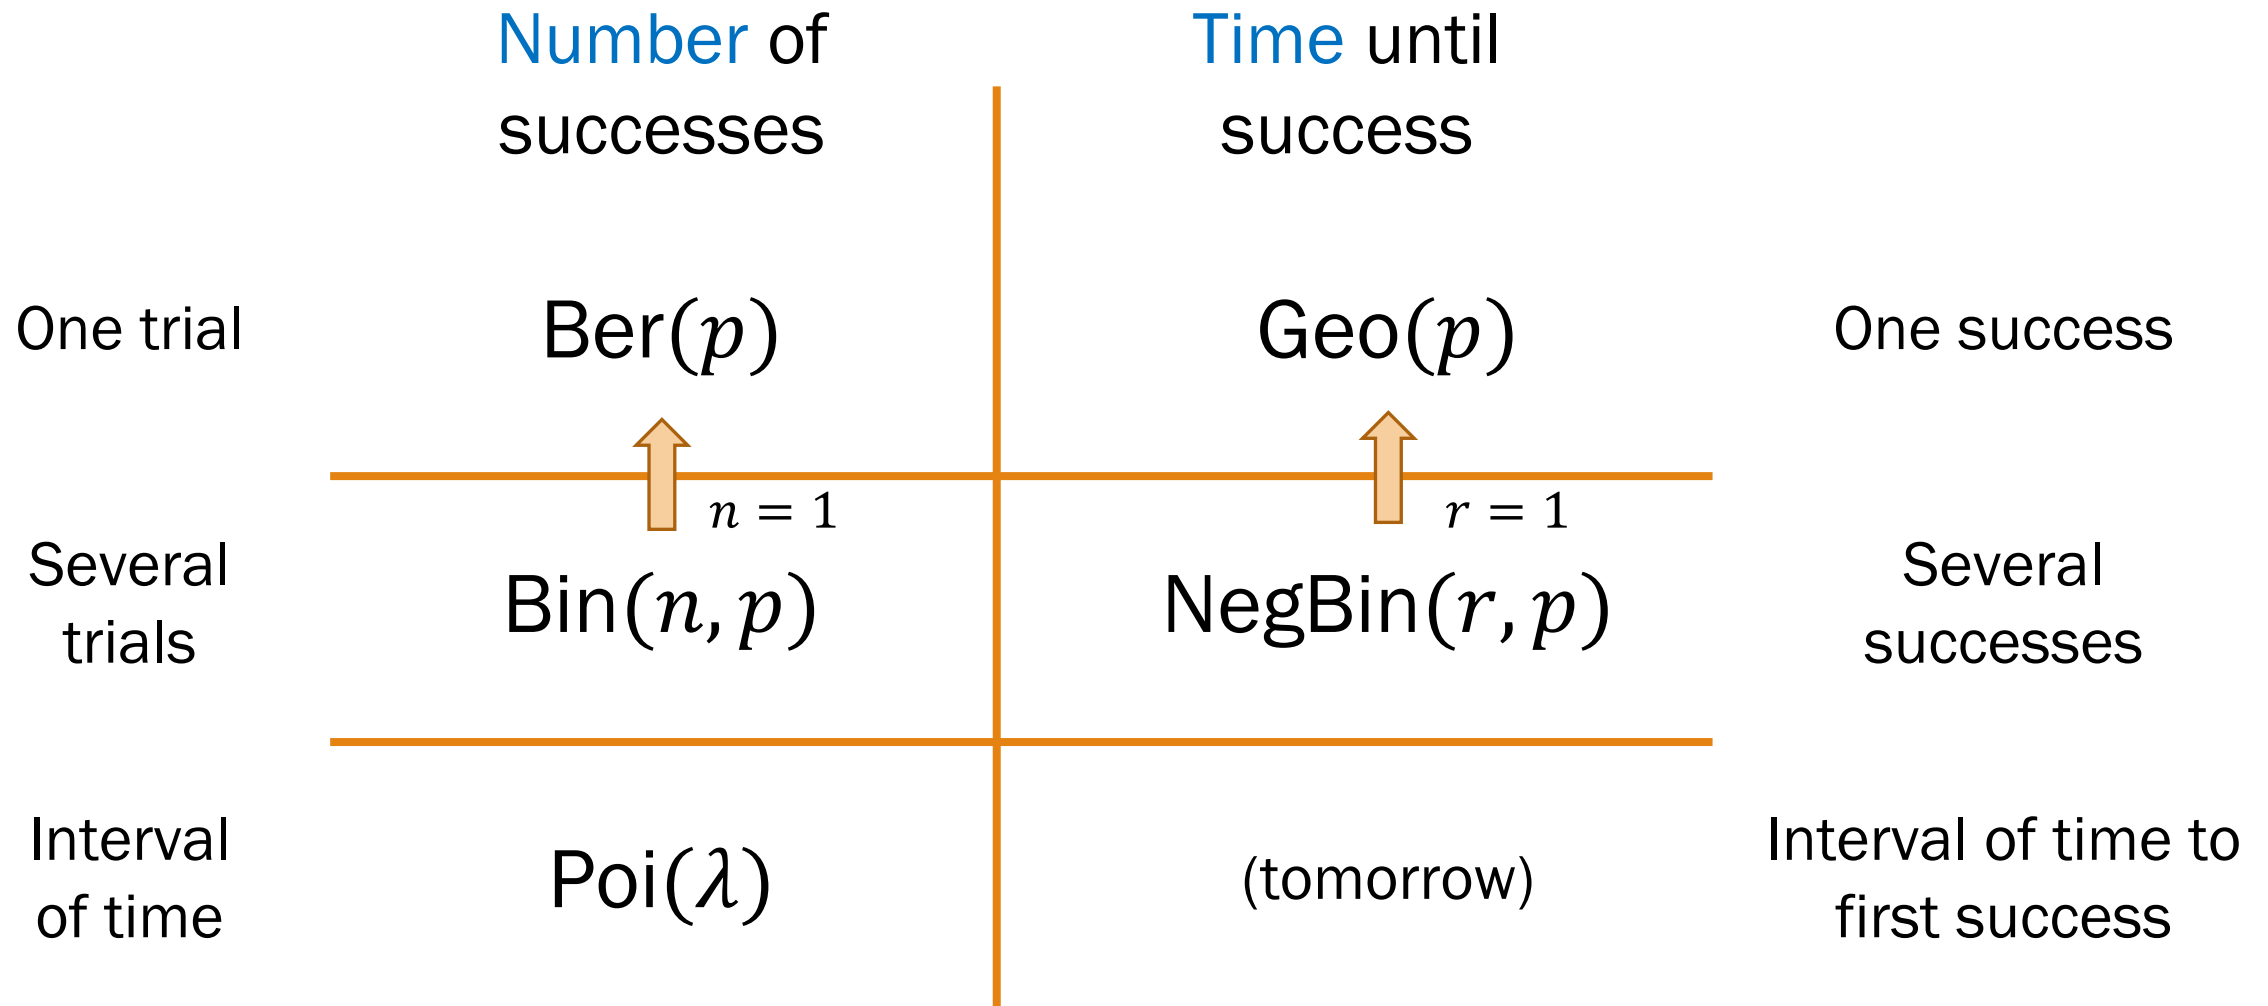 Number of
successes
Time until
success
One trial
Ber(p)
Geo(p)
One success
n = 1
r = 1
Several
trials
Bin(n, p)
NegBin(r, p)
Several
successes
Interval
of time
Poi(λ)
(tomorrow)
Interval of time to
first success